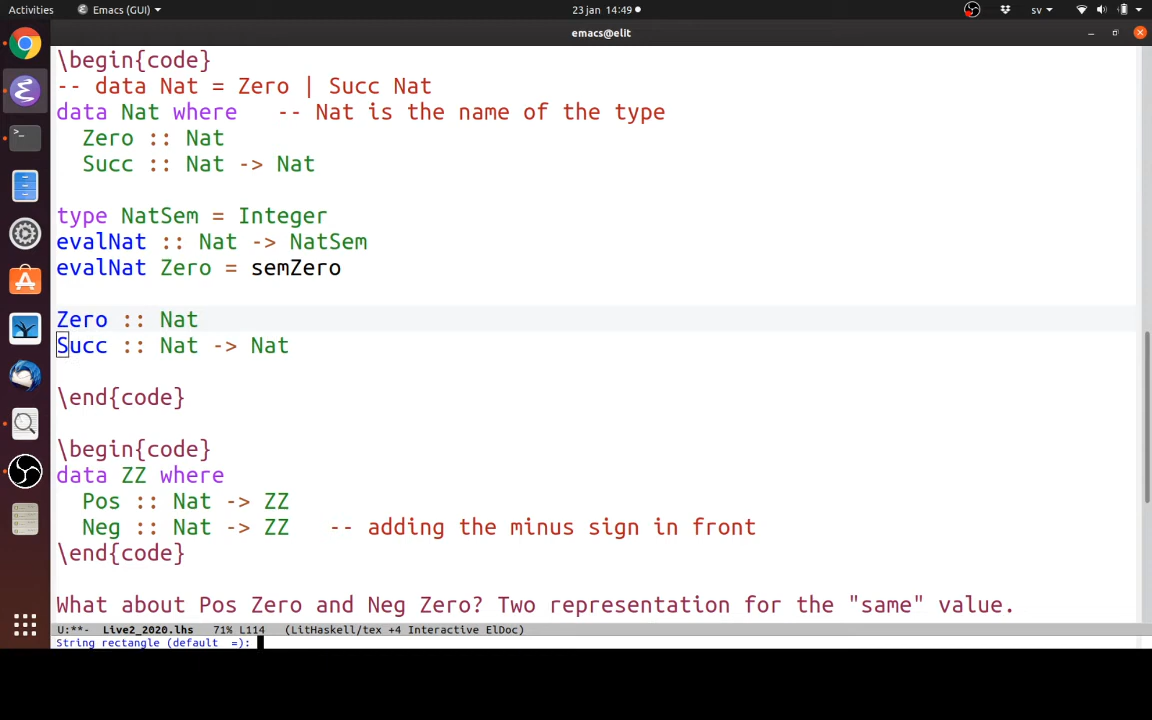 Activities Emacs (GUI) 23 jan 14:49 sv
emacs@elit
\begin{code}
-- data Nat = Zero | Succ Nat
data Nat where   -- Nat is the name of the type
  Zero :: Nat
  Succ :: Nat -> Nat
type NatSem = Integer
evalNat :: Nat -> NatSem
evalNat Zero = semZero
Zero :: Nat
Succ :: Nat -> Nat
\end{code}
\begin{code}
data ZZ where
  Pos :: Nat -> ZZ
  Neg :: Nat -> ZZ   -- adding the minus sign in front
\end{code}
What about Pos Zero and Neg Zero? Two representation for the "same" value.
U:**-  Live2_2020.lhs   71% L114   (LitHaskell/tex +4 Interactive ElDoc)
String rectangle (default  =):